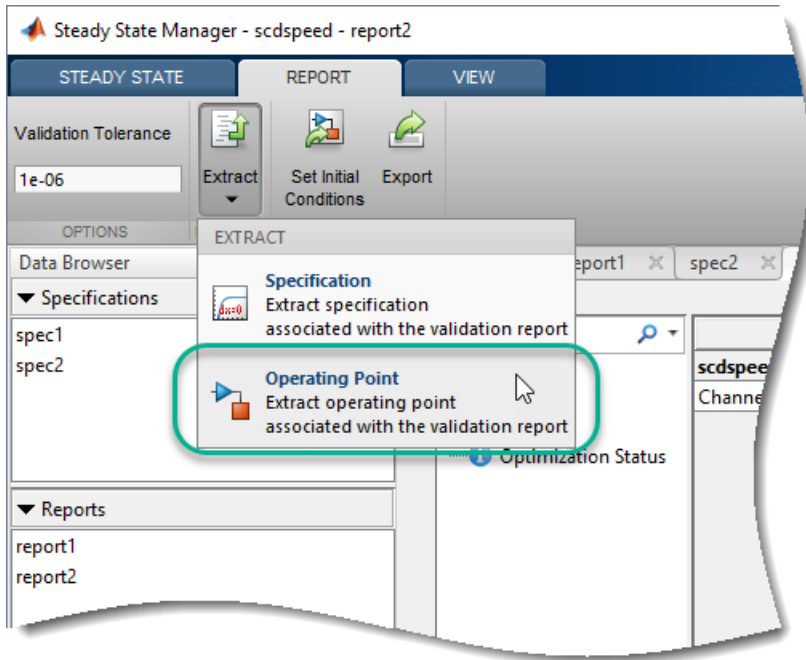 Steady State Manager - scdspeed - report2
STEADY STATE
REPORT
VIEW
Validation Tolerance
1e-06
Extract
Set Initial
Conditions
Export
OPTIONS
EXTRACT
Specification
Extract specification
associated with the validation report
Operating Point
Extract operating point
associated with the validation report
Data Browser
Specifications
spec1
spec2
Reports
report1
report2
spec2
Optimization Status